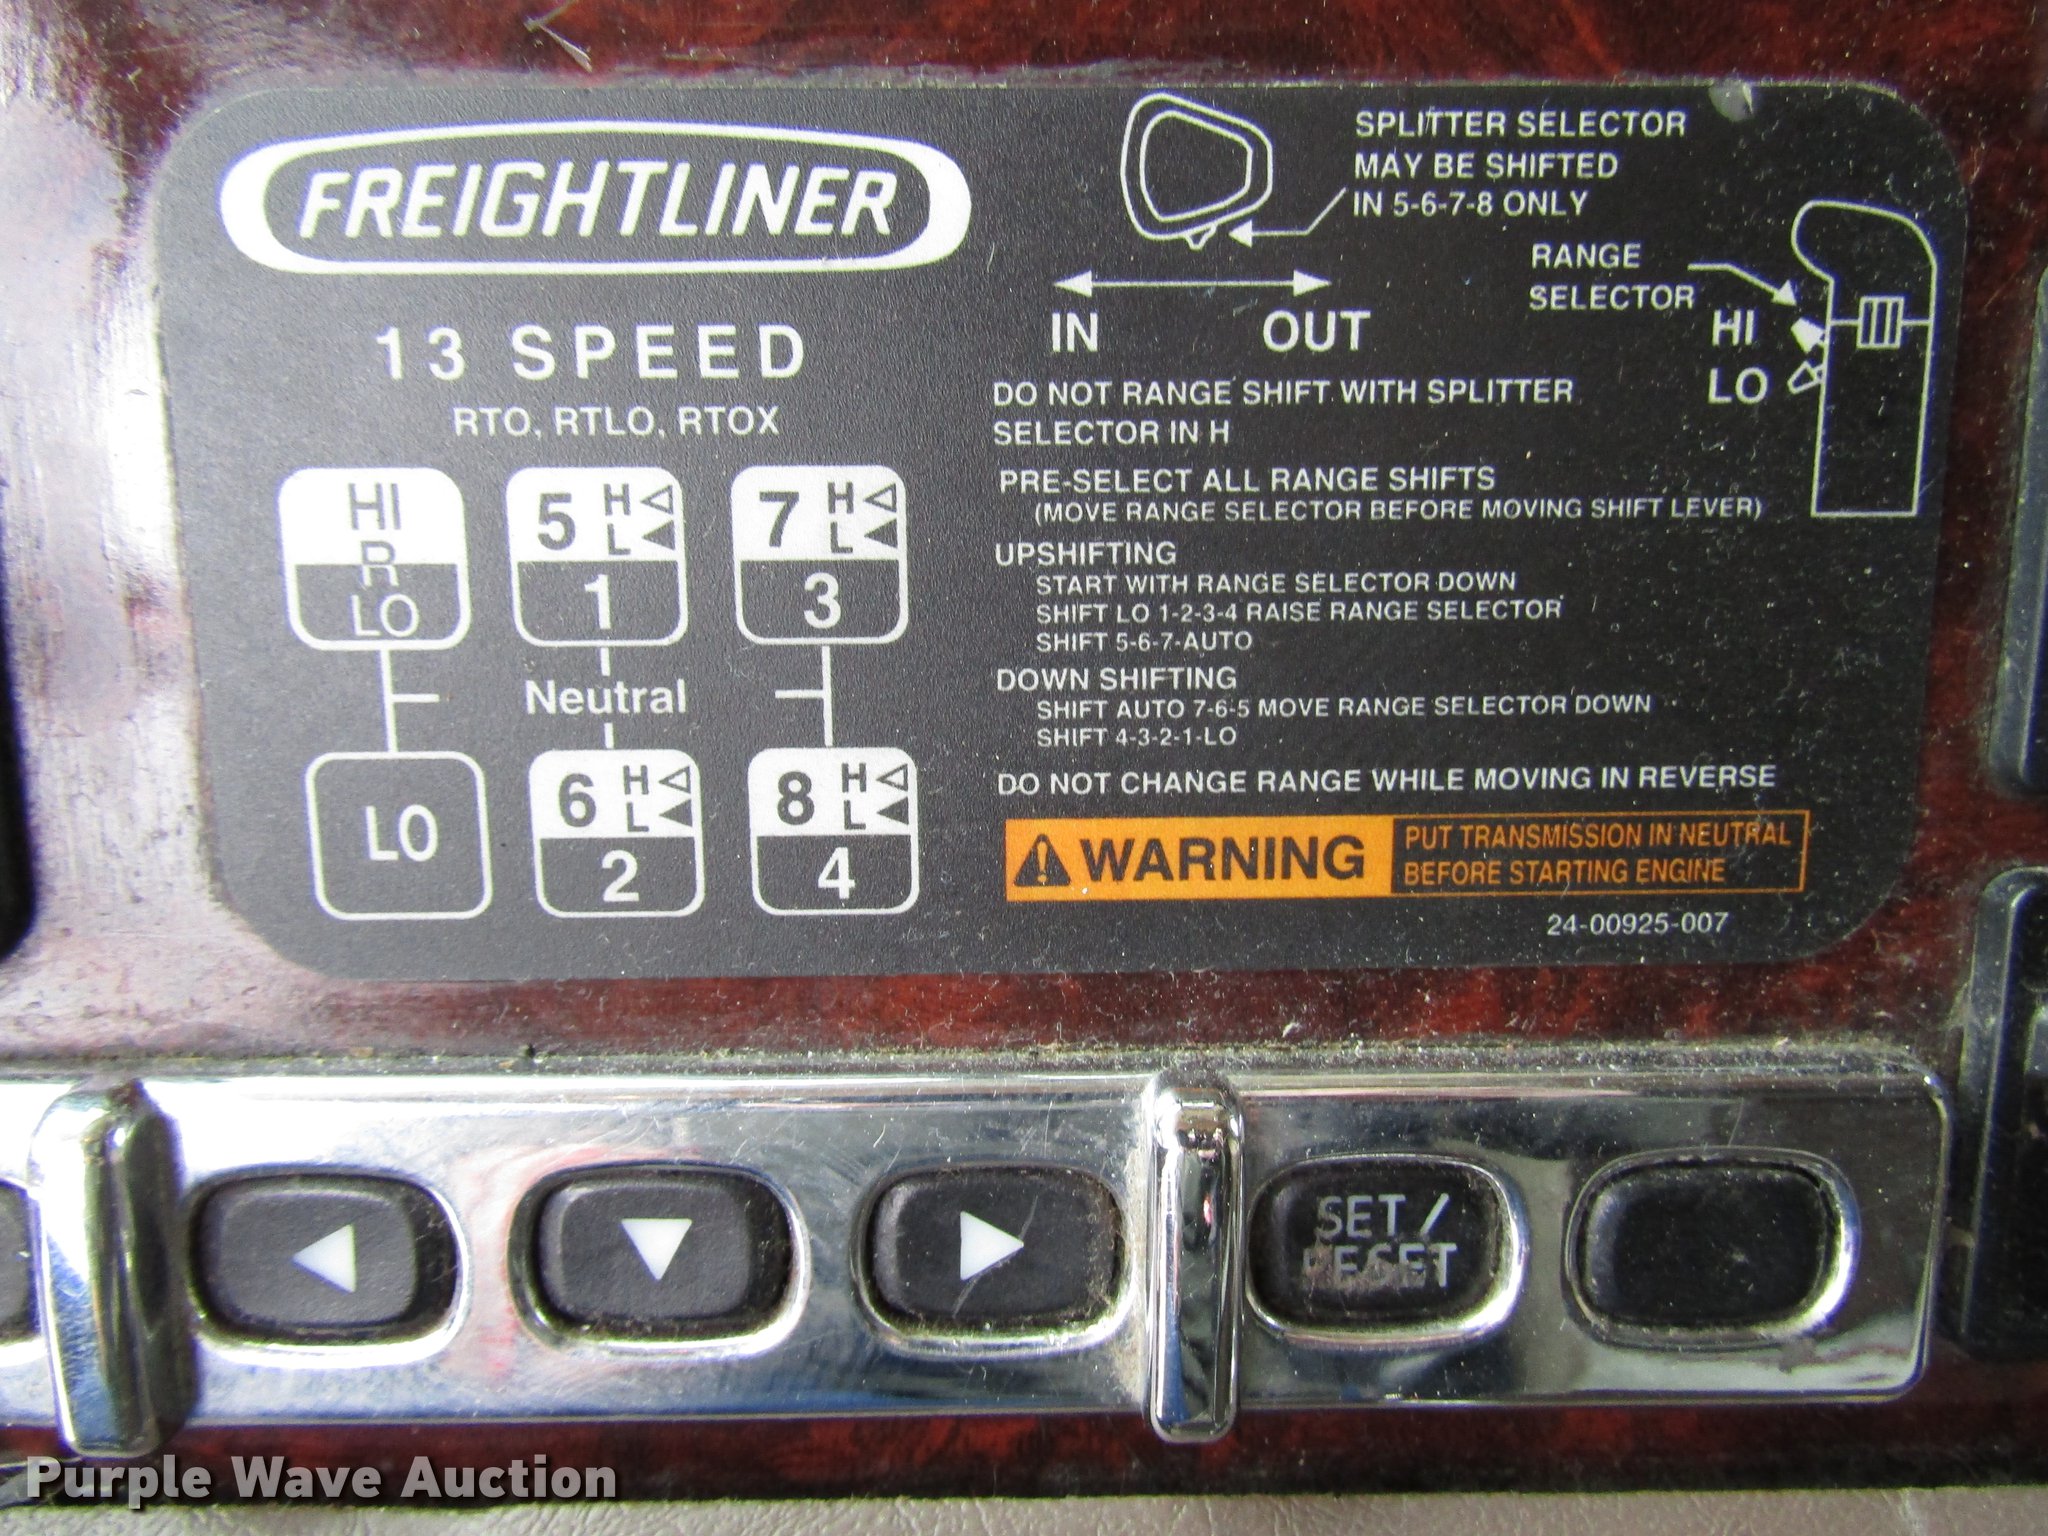 FREIGHTLINER
13 SPEED
RTO, RTLO, RTOX
HI
R
LO
5 H L
1
7 H L
3
Neutral
LO
6 H L
2
8 H L
4
SPLITTER SELECTOR
MAY BE SHIFTED
IN 5-6-7-8 ONLY
RANGE
SELECTOR
HI
LO
IN OUT
DO NOT RANGE SHIFT WITH SPLITTER
SELECTOR IN H
PRE-SELECT ALL RANGE SHIFTS
(MOVE RANGE SELECTOR BEFORE MOVING SHIFT LEVER)
UPSHIFTING
START WITH RANGE SELECTOR DOWN
SHIFT LO 1-2-3-4 RAISE RANGE SELECTOR
SHIFT 5-6-7-AUTO
DOWN SHIFTING
SHIFT AUTO 7-6-5 MOVE RANGE SELECTOR DOWN
SHIFT 4-3-2-1-LO
DO NOT CHANGE RANGE WHILE MOVING IN REVERSE
WARNING
PUT TRANSMISSION IN NEUTRAL
BEFORE STARTING ENGINE
24-00925-007
SET/
RESET
Purple Wave Auction